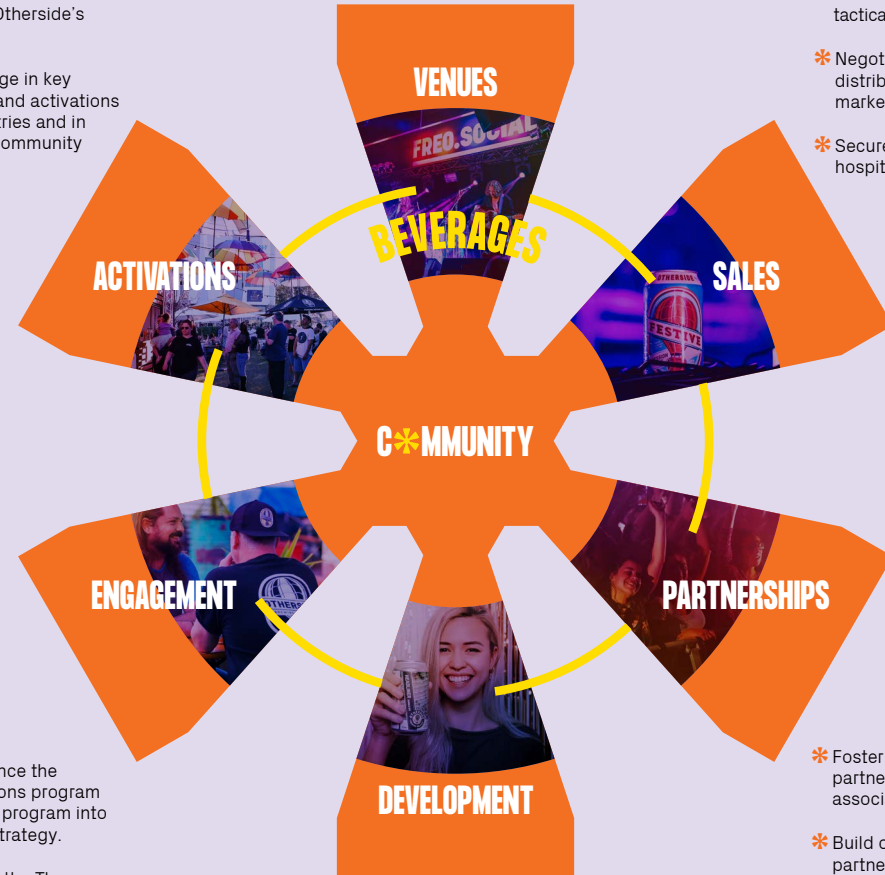 Otherside's
ge in key
and activations
tries and in
ommunity
tactica
* Negot
distrib
marke
* Secure
hospit
VENUES
FREO.SOCIAL
BEVERAGES
ACTIVATIONS
SALES
OTHERSIDE
FESTIVE
C*MMUNITY
ENGAGEMENT
OTHERS
PARTNERSHIPS
DEVELOPMENT
nce the
ons program
program into
trategy.
* Foster
partne
associ
* Build c
partne